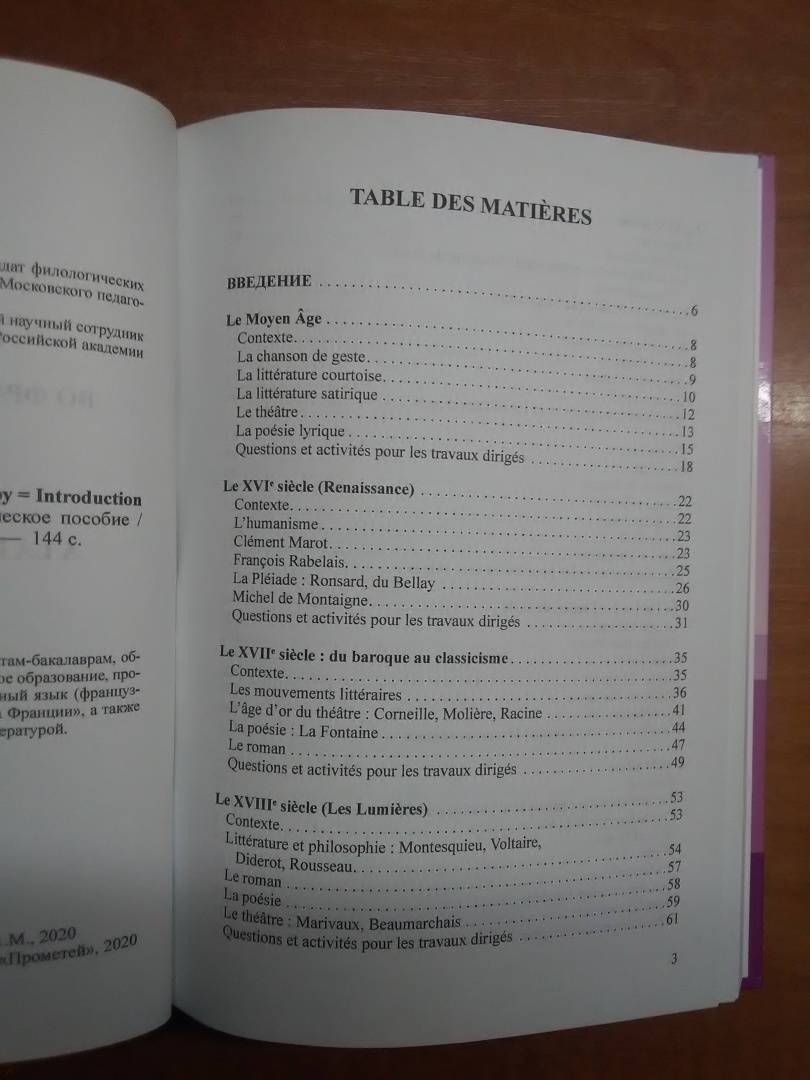 дат филологических
Московского педаго-
й научный сотрудник
Российской академии
ру = Introduction
ческое пособие /
— 144 с.
там-бакалаврам, об-
ое образование, про-
ный язык (француз-
Франции», а также
ературой.
М., 2020
«Прометей», 2020
TABLE DES MATIÈRES
ВВЕДЕНИЕ . . . . . 6
Le Moyen Âge . . . . . 8
Contexte. . . . . 8
La chanson de geste. . . . . 9
La littérature courtoise. . . . . 10
La littérature satirique . . . . . 12
Le théâtre . . . . . 13
La poésie lyrique . . . . . 15
Questions et activités pour les travaux dirigés . . . . . 18
Le XVIᵉ siècle (Renaissance) . . . . . 22
Contexte. . . . . 22
L'humanisme . . . . . 23
Clément Marot. . . . . 23
François Rabelais. . . . . 25
La Pléiade : Ronsard, du Bellay . . . . . 26
Michel de Montaigne. . . . . 30
Questions et activités pour les travaux dirigés . . . . . 31
Le XVIIᵉ siècle : du baroque au classicisme. . . . . 35
Contexte. . . . . 35
Les mouvements littéraires . . . . . 36
L'âge d'or du théâtre : Corneille, Molière, Racine . . . . . 41
La poésie : La Fontaine . . . . . 44
Le roman . . . . . 47
Questions et activités pour les travaux dirigés . . . . . 49
Le XVIIIᵉ siècle (Les Lumières) . . . . . 53
Contexte. . . . . 53
Littérature et philosophie : Montesquieu, Voltaire,
Diderot, Rousseau. . . . . 54
Le roman . . . . . 57
La poésie . . . . . 58
Le théâtre : Marivaux, Beaumarchais . . . . . 59
Questions et activités pour les travaux dirigés . . . . . 61
3